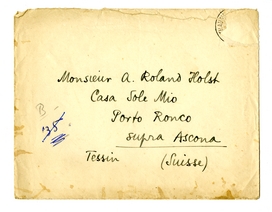 Monsieur A. Roland Holst
Casa Sole Mio
Porto Ronco
supra Ascona
Tessin (Suisse)
B